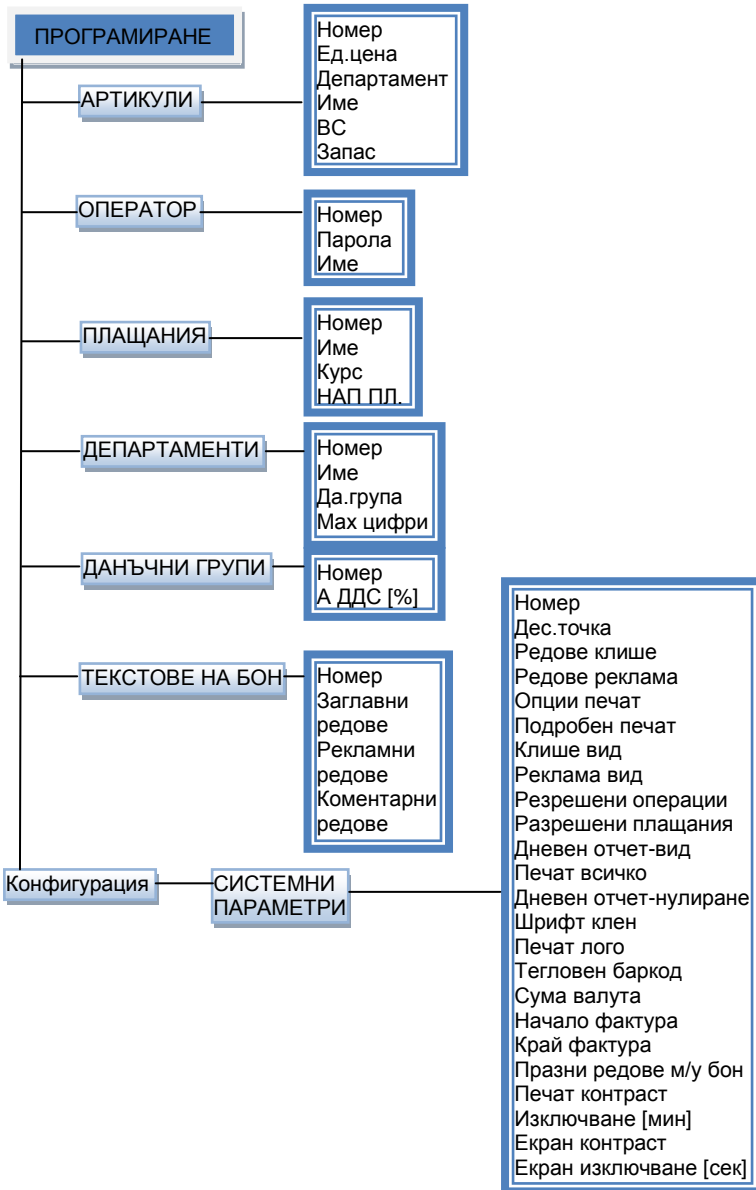 ПРОГРАМИРАНЕ
АРТИКУЛИ
Номер
Ед.цена
Департамент
Име
ВС
Запас
ОПЕРАТОР
Номер
Парола
Име
ПЛАЩАНИЯ
Номер
Име
Курс
НАП ПЛ.
ДЕПАРТАМЕНТИ
Номер
Име
Да.група
Мах цифри
ДАНЪЧНИ ГРУПИ
Номер
А ДДС [%]
ТЕКСТОВЕ НА БОН
Номер
Заглавни
редове
Рекламни
редове
Коментарни
редове
Конфигурация
СИСТЕМНИ
ПАРАМЕТРИ
Номер
Дес.точка
Редове клише
Редове реклама
Опции печат
Подробен печат
Клише вид
Реклама вид
Резрешени операции
Разрешени плащания
Дневен отчет-вид
Печат всичко
Дневен отчет-нулиране
Шрифт клен
Печат лого
Тегловен баркод
Сума валута
Начало фактура
Край фактура
Празни редове м/у бон
Печат контраст
Изключване [мин]
Екран контраст
Екран изключване [сек]